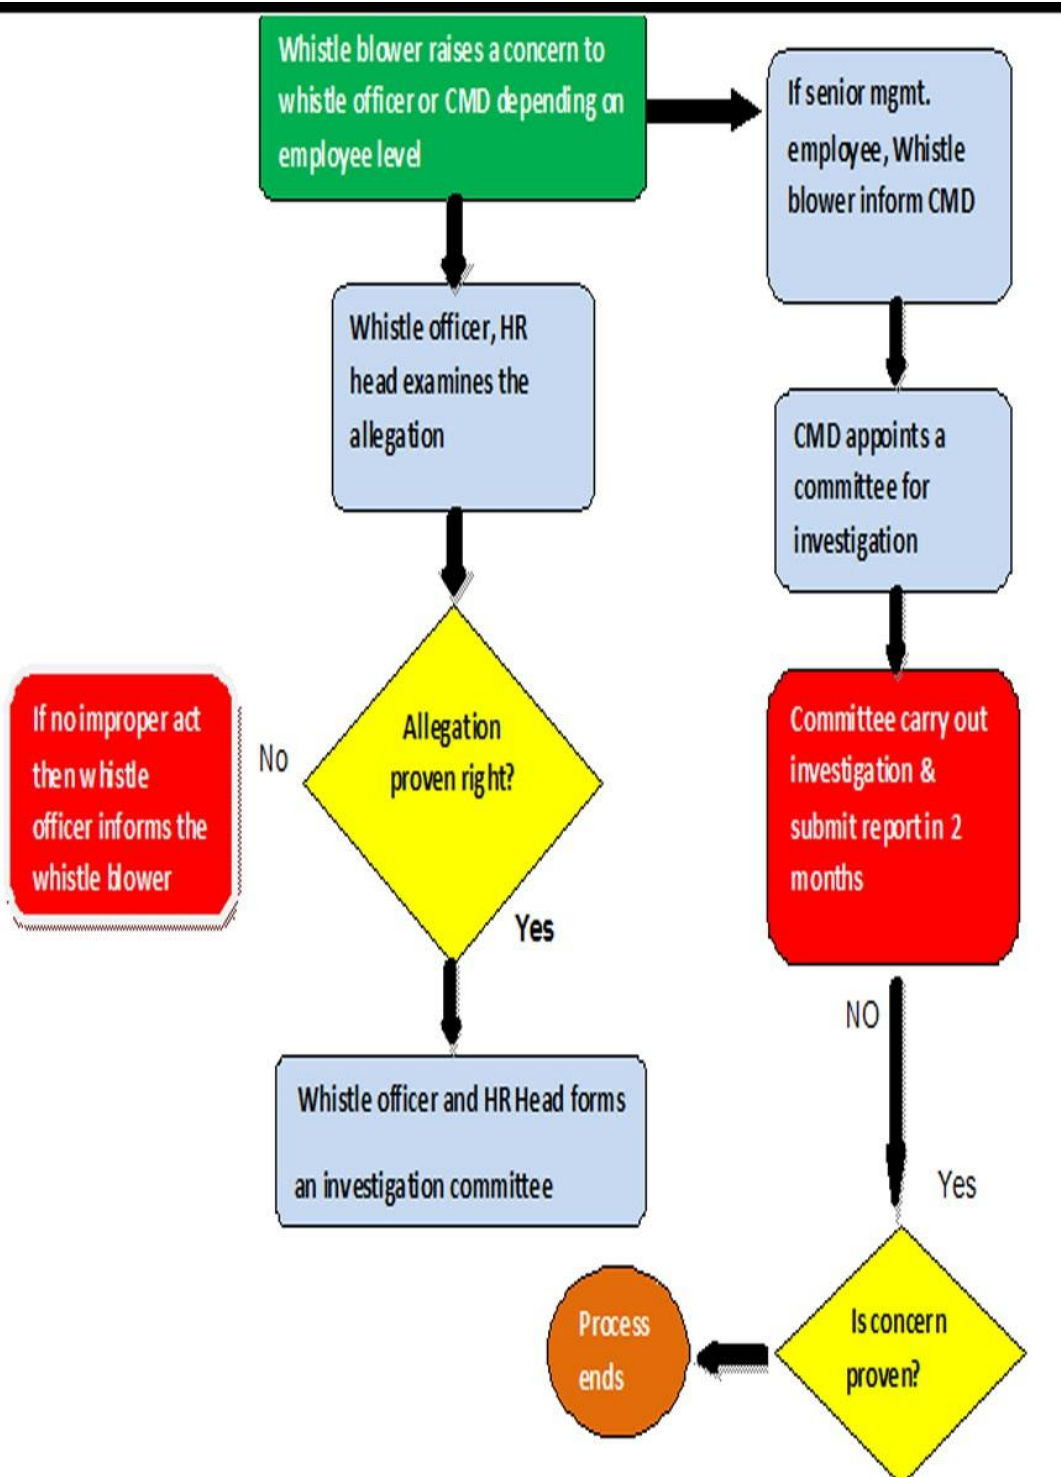 Whistle blower raises a concern to
whistle officer or CMD depending on
employee level
If senior mgmt.
employee, Whistle
blower inform CMD
Whistle officer, HR
head examines the
allegation
CMD appoints a
committee for
investigation
Allegation
proven right?
No
If no improper act
then whistle
officer informs the
whistle blower
Committee carry out
investigation &
submit report in 2
months
Yes
NO
Whistle officer and HR Head forms
an investigation committee
Yes
Is concern
proven?
Process
ends